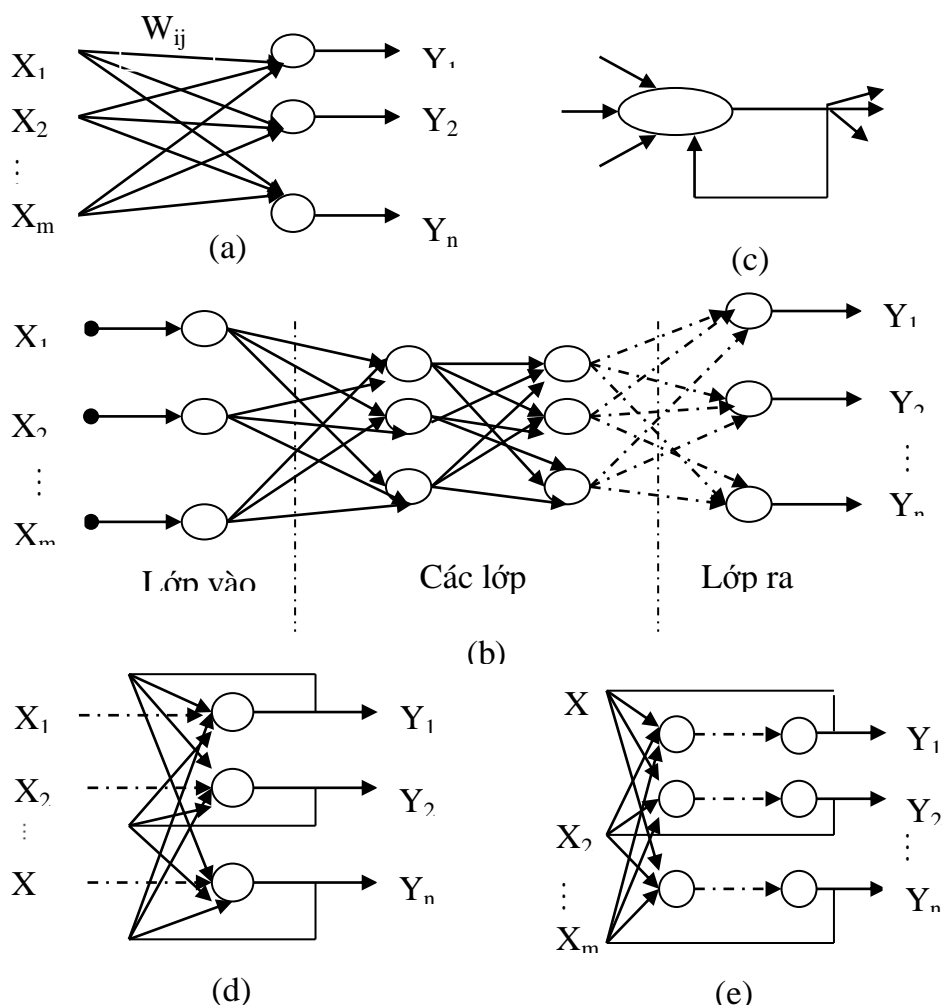 W_ij
X_1
Y_1
X_2
Y_2
⋮
X_m
Y_n
(a)
(c)
X_1
Y_1
X_2
Y_2
⋮
⋮
X_m
Y_n
Lớp vào
Các lớp
Lớp ra
(b)
X_1
Y_1
X_2
Y_2
⋮
X
Y_n
(d)
X
Y_1
X_2
Y_2
⋮
⋮
Y_n
X_m
(e)